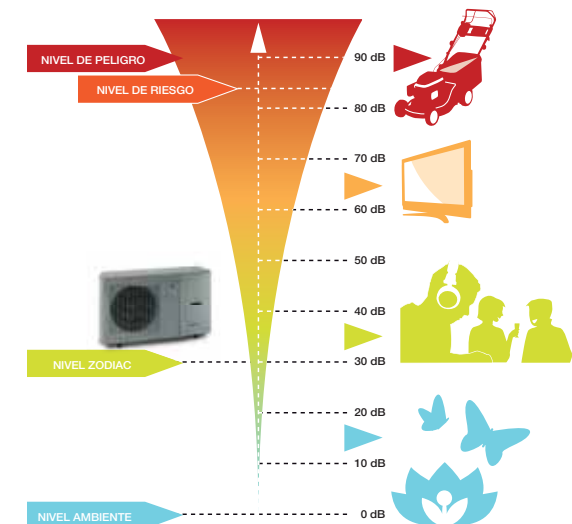 NIVEL DE PELIGRO
90 dB
NIVEL DE RIESGO
80 dB
70 dB
60 dB
50 dB
40 dB
30 dB
NIVEL ZODIAC
20 dB
10 dB
0 dB
NIVEL AMBIENTE